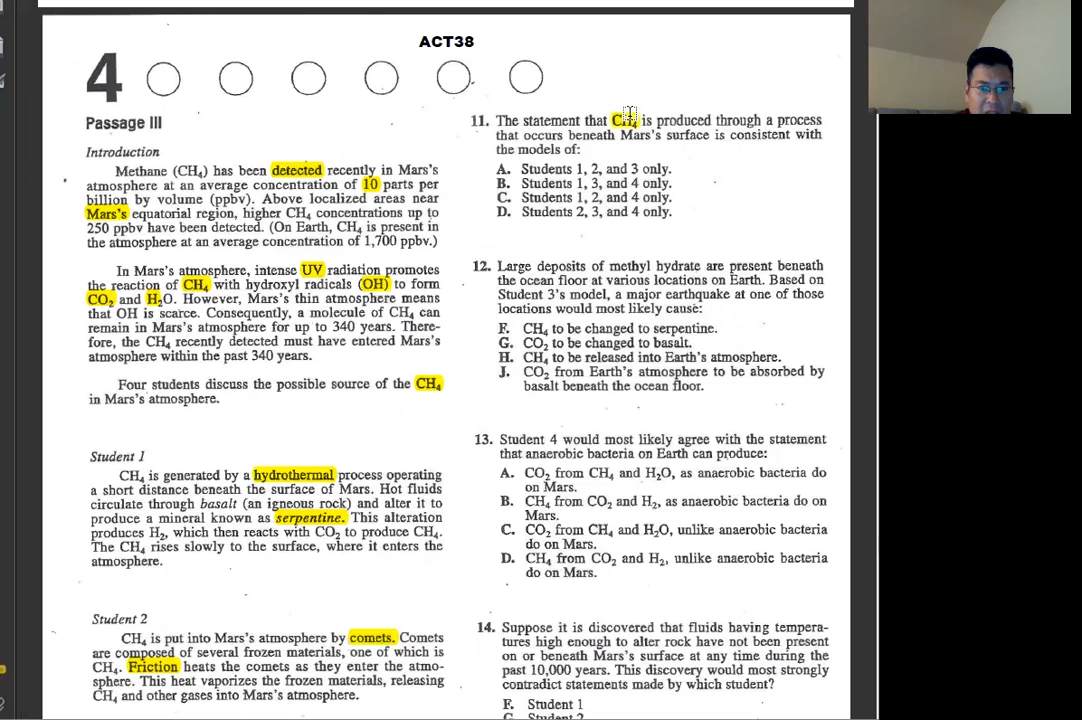 ACT38
4
Passage III
Introduction
Methane (CH₄) has been detected recently in Mars's
atmosphere at an average concentration of 10 parts per
billion by volume (ppbv). Above localized areas near
Mars's equatorial region, higher CH₄ concentrations up to
250 ppbv have been detected. (On Earth, CH₄ is present in
the atmosphere at an average concentration of 1,700 ppbv.)
In Mars's atmosphere, intense UV radiation promotes
the reaction of CH₄ with hydroxyl radicals (OH) to form
CO₂ and H₂O. However, Mars's thin atmosphere means
that OH is scarce. Consequently, a molecule of CH₄ can
remain in Mars's atmosphere for up to 340 years. There-
fore, the CH₄ recently detected must have entered Mars's
atmosphere within the past 340 years.
Four students discuss the possible source of the CH₄
in Mars's atmosphere.
Student 1
CH₄ is generated by a hydrothermal process operating
a short distance beneath the surface of Mars. Hot fluids
circulate through basalt (an igneous rock) and alter it to
produce a mineral known as serpentine. This alteration
produces H₂, which then reacts with CO₂ to produce CH₄.
The CH₄ rises slowly to the surface, where it enters the
atmosphere.
Student 2
CH₄ is put into Mars's atmosphere by comets. Comets
are composed of several frozen materials, one of which is
CH₄. Friction heats the comets as they enter the atmo-
sphere. This heat vaporizes the frozen materials, releasing
CH₄ and other gases into Mars's atmosphere.
11. The statement that CH₄ is produced through a process
that occurs beneath Mars's surface is consistent with
the models of:
A. Students 1, 2, and 3 only.
B. Students 1, 3, and 4 only.
C. Students 1, 2, and 4 only.
D. Students 2, 3, and 4 only.
12. Large deposits of methyl hydrate are present beneath
the ocean floor at various locations on Earth. Based on
Student 3's model, a major earthquake at one of those
locations would most likely cause:
F. CH₄ to be changed to serpentine.
G. CO₂ to be changed to basalt.
H. CH₄ to be released into Earth's atmosphere.
J. CO₂ from Earth's atmosphere to be absorbed by
basalt beneath the ocean floor.
13. Student 4 would most likely agree with the statement
that anaerobic bacteria on Earth can produce:
A. CO₂ from CH₄ and H₂O, as anaerobic bacteria do
on Mars.
B. CH₄ from CO₂ and H₂, as anaerobic bacteria do on
Mars.
C. CO₂ from CH₄ and H₂O, unlike anaerobic bacteria
do on Mars.
D. CH₄ from CO₂ and H₂, unlike anaerobic bacteria
do on Mars.
14. Suppose it is discovered that fluids having tempera-
tures high enough to alter rock have not been present
on or beneath Mars's surface at any time during the
past 10,000 years. This discovery would most strongly
contradict statements made by which student?
F. Student 1
G. Student 2